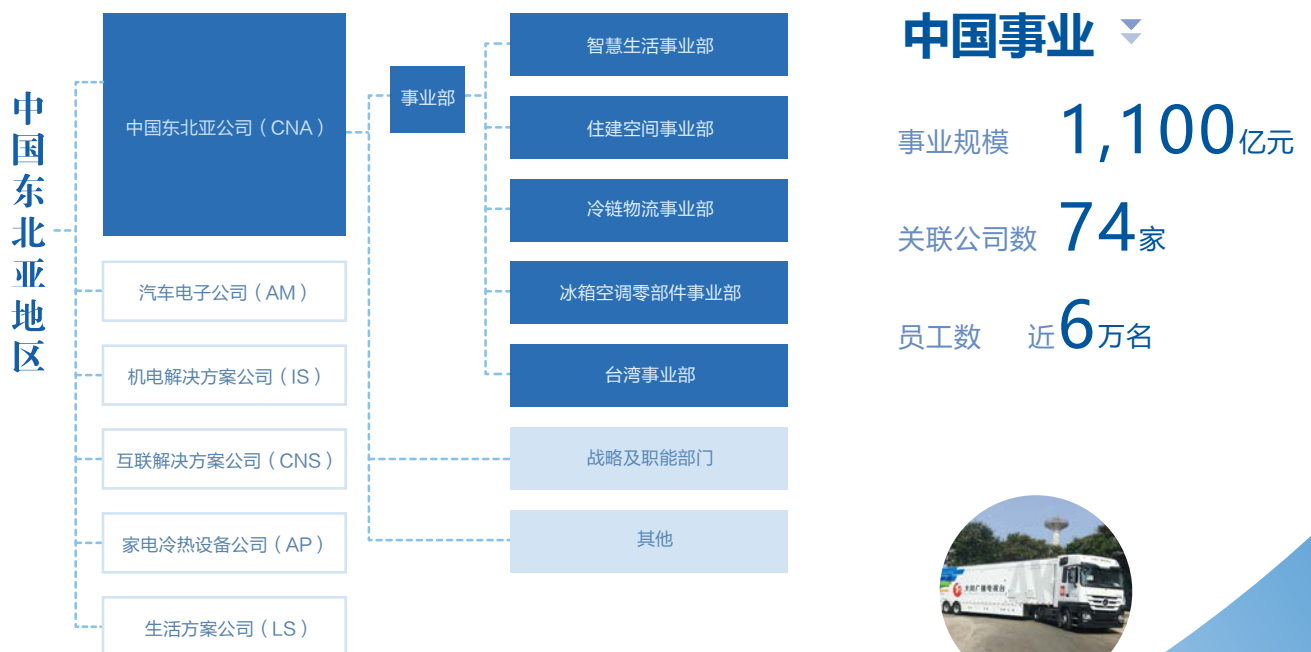 中国东北亚地区
中国东北亚公司（CNA）
汽车电子公司（AM）
机电解决方案公司（IS）
互联解决方案公司（CNS）
家电冷热设备公司（AP）
生活方案公司（LS）
事业部
智慧生活事业部
住建空间事业部
冷链物流事业部
冰箱空调零部件事业部
台湾事业部
战略及职能部门
其他
中国事业
事业规模 1,100亿元
关联公司数 74家
员工数 近6万名